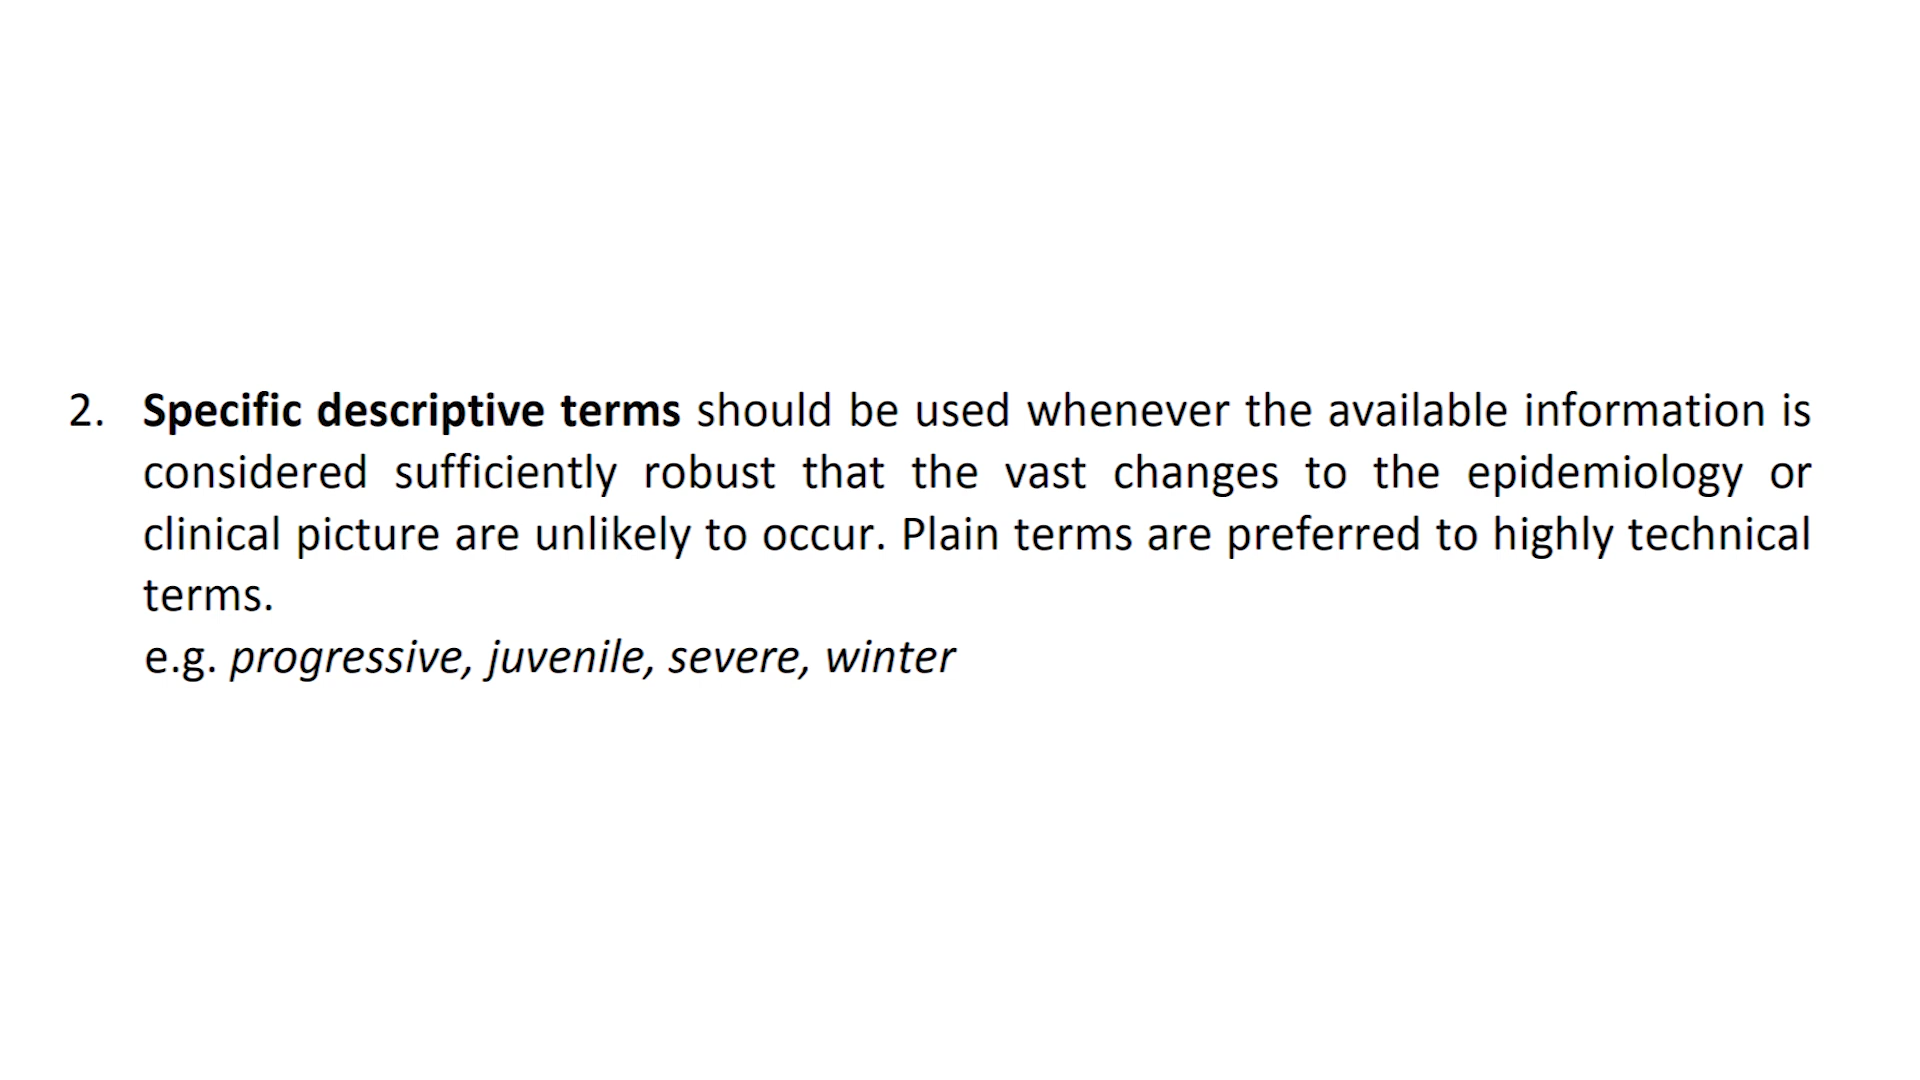 2. Specific descriptive terms should be used whenever the available information is
considered sufficiently robust that the vast changes to the epidemiology or
clinical picture are unlikely to occur. Plain terms are preferred to highly technical
terms.
e.g. progressive, juvenile, severe, winter